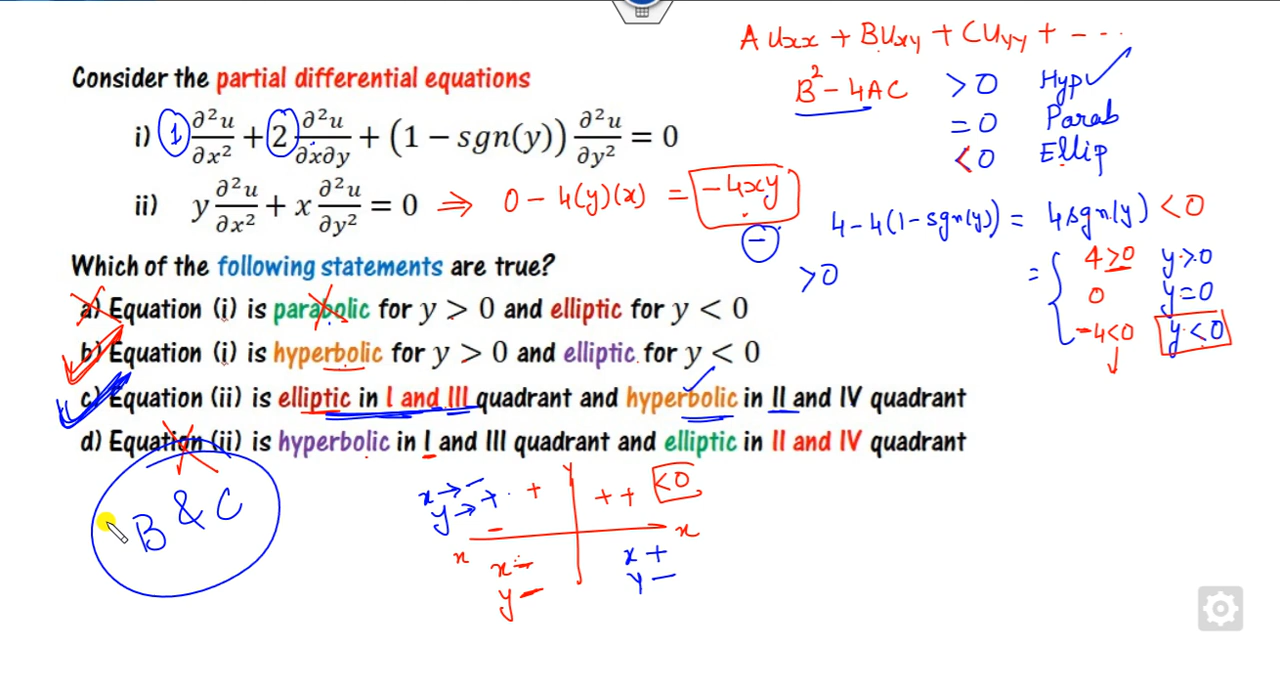 A Uxx + BUxy + CUyy + - - - .
Consider the partial differential equations
B² - 4AC > 0 Hyp ✓
= 0 Parab
< 0 Ellip
i) 1 ∂²u/∂x² + 2 ∂²u/∂x∂y + (1 − sgn(y)) ∂²u/∂y² = 0
ii) y ∂²u/∂x² + x ∂²u/∂y² = 0 ⇒ 0 - 4(y)(x) = -4xy
−
> 0
4 - 4(1 - sgn(y)) = 4 sgn(y) < 0
= { 4 > 0 y > 0
0 y = 0
-4 < 0 y < 0
Which of the following statements are true?
a) Equation (i) is parabolic for y > 0 and elliptic for y < 0
b) Equation (i) is hyperbolic for y > 0 and elliptic for y < 0
c) Equation (ii) is elliptic in I and III quadrant and hyperbolic in II and IV quadrant
d) Equation (ii) is hyperbolic in I and III quadrant and elliptic in II and IV quadrant
B & C
x → -
y → +
+
-
y
+ +
< 0
x
x
x -
y -
x +
y -